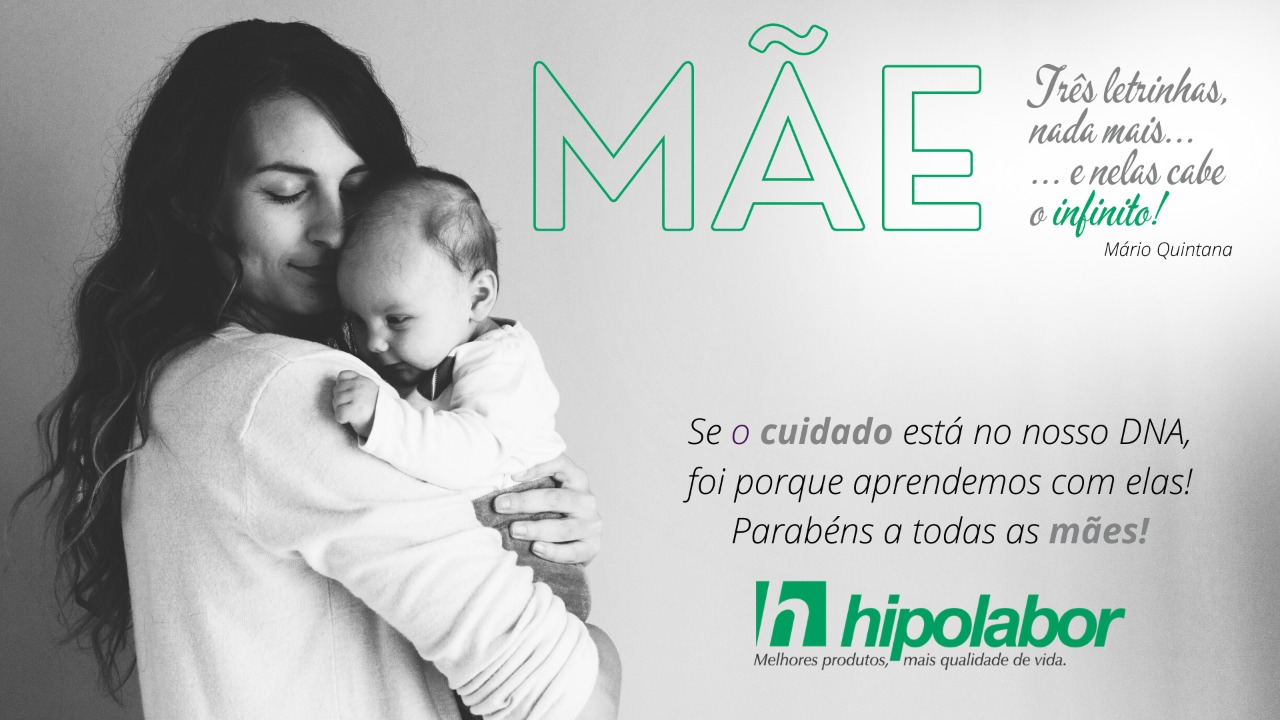 MÃE
Três letrinhas,
nada mais...
... e nelas cabe
o infinito!
Mário Quintana
Se o cuidado está no nosso DNA,
foi porque aprendemos com elas!
Parabéns a todas as mães!
h hipolabor
Melhores produtos, mais qualidade de vida.